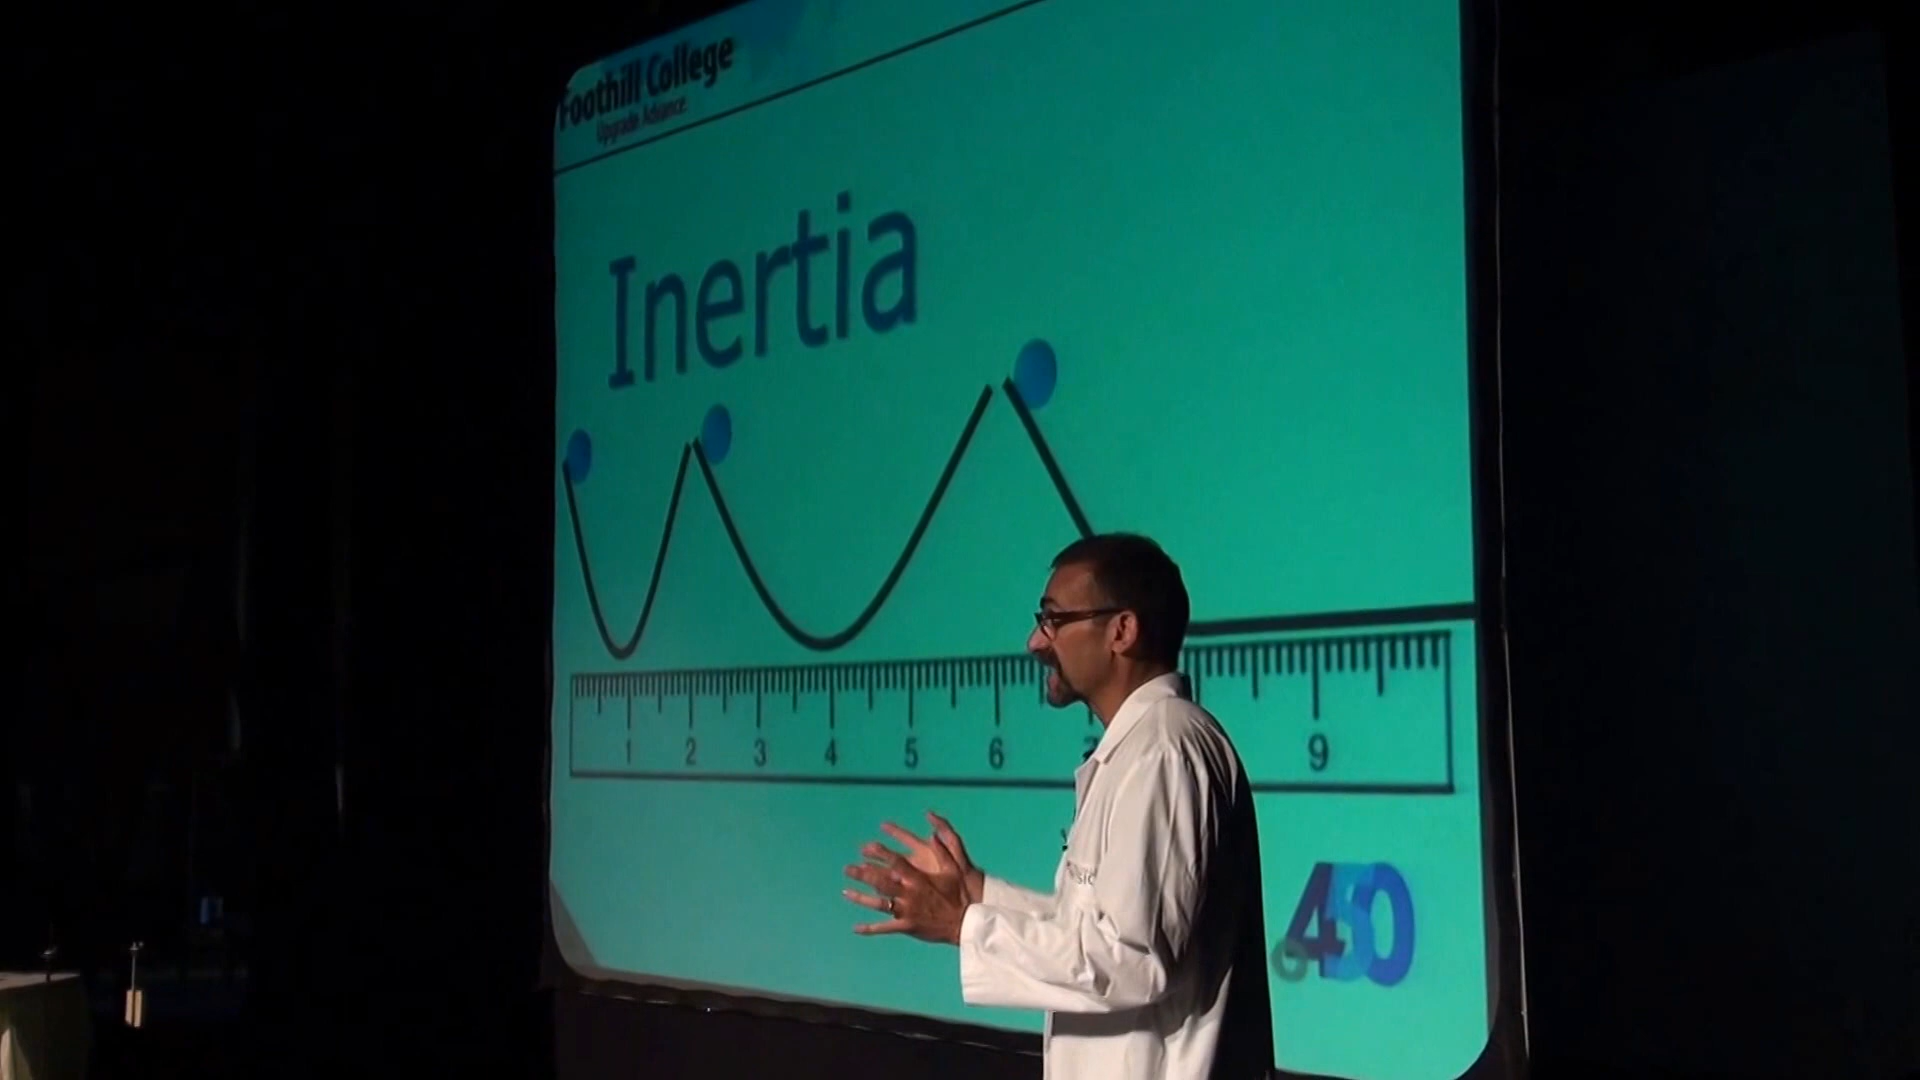 Foothill College
Upgrade. Advance.
Inertia
1 2 3 4 5 6 9
.450